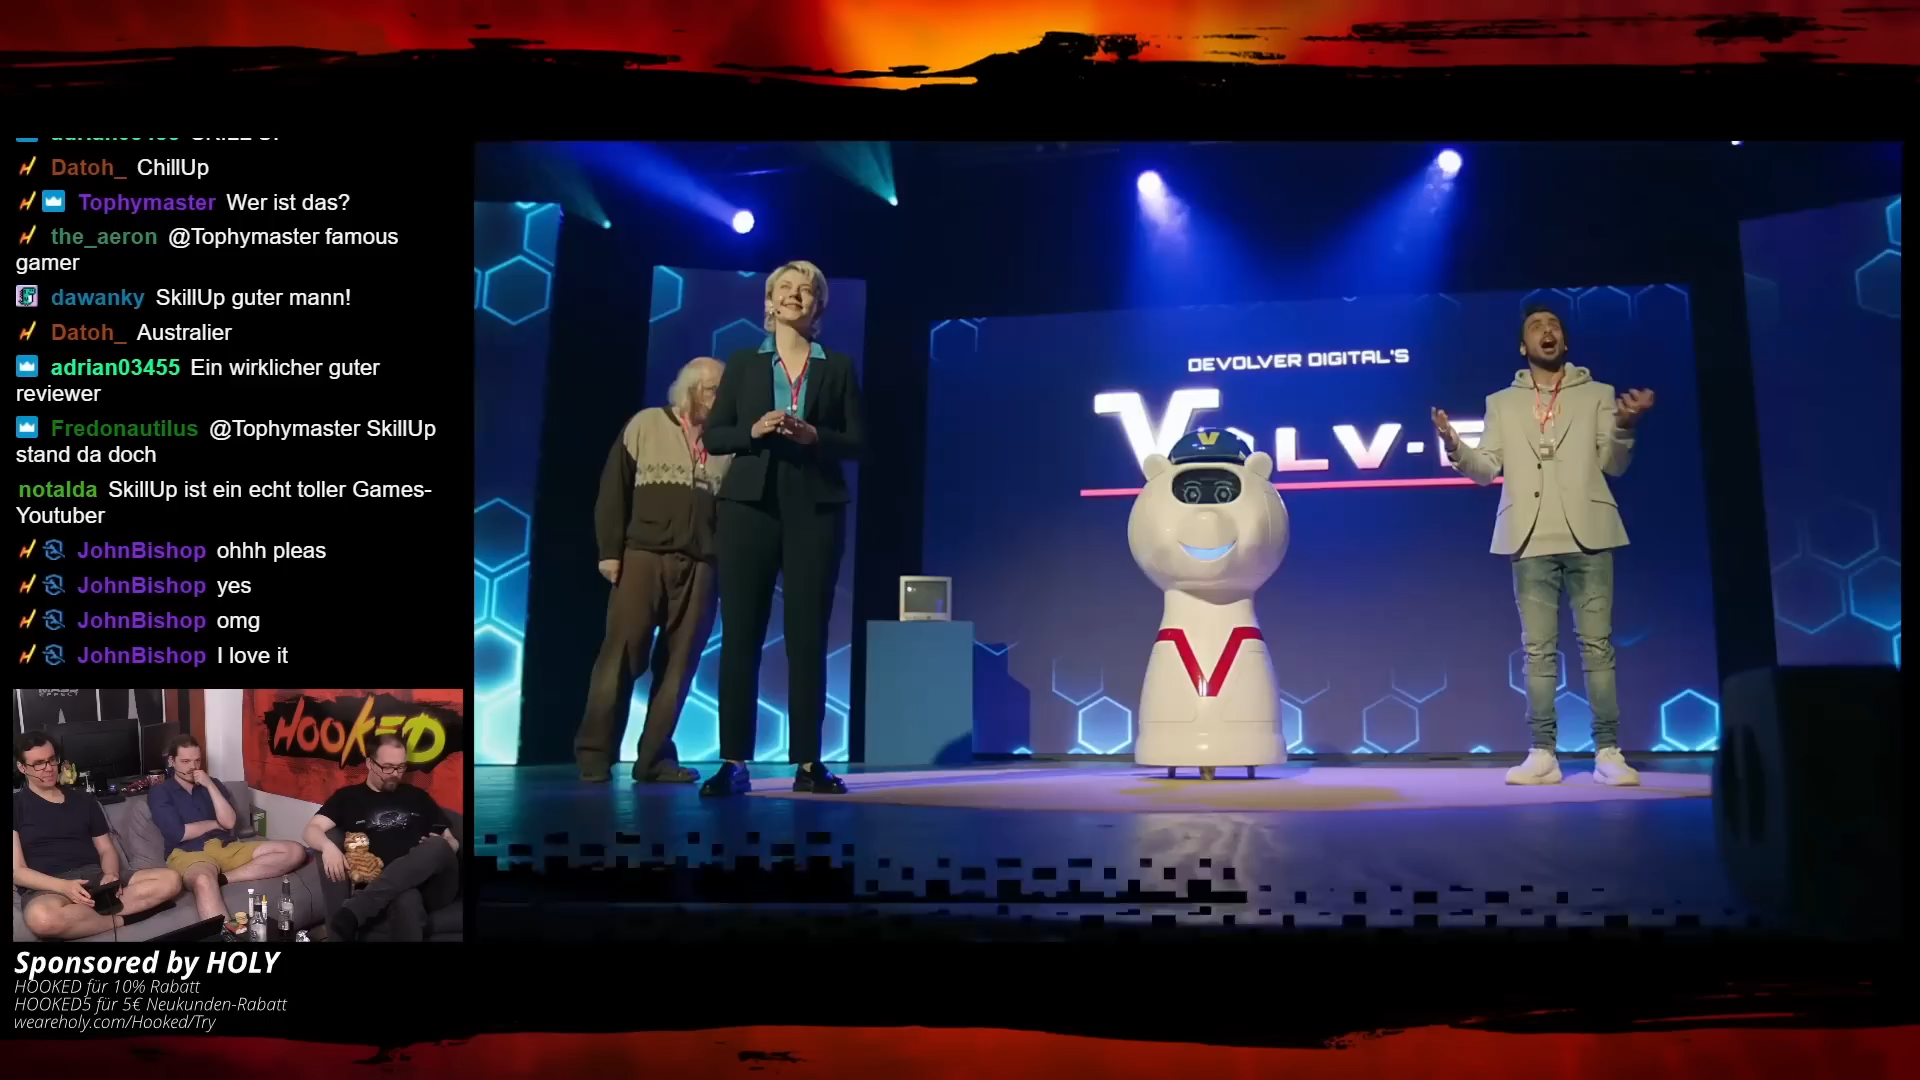 Datoh_ ChillUp
Tophymaster Wer ist das?
the_aeron @Tophymaster famous
gamer
dawanky SkillUp guter mann!
Datoh_ Australier
adrian03455 Ein wirklicher guter
reviewer
Fredonautilus @Tophymaster SkillUp
stand da doch
notalda SkillUp ist ein echt toller Games-
Youtuber
JohnBishop ohhh pleas
JohnBishop yes
JohnBishop omg
JohnBishop I love it
HOOKED
Sponsored by HOLY
HOOKED für 10% Rabatt
HOOKED5 für 5€ Neukunden-Rabatt
weareholy.com/Hooked/Try
DEVOLVER DIGITAL'S
V
V